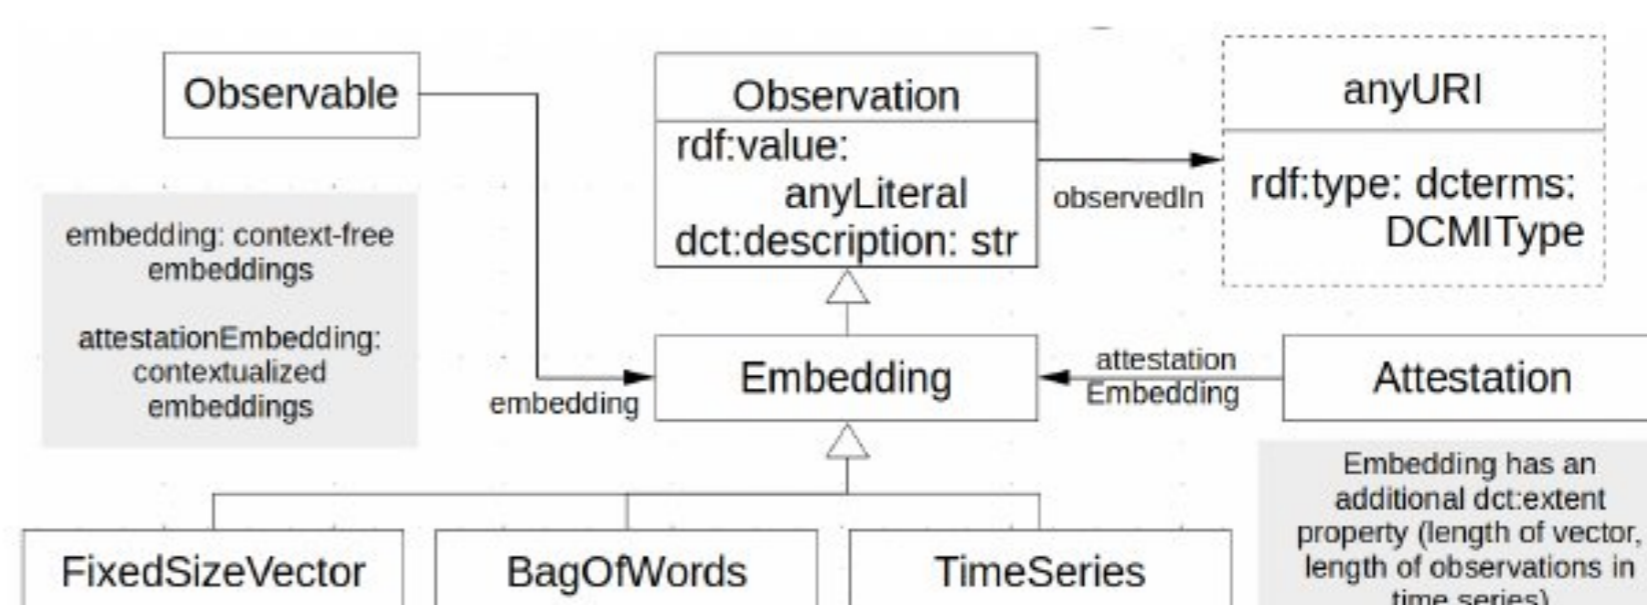 Observable
Observation
rdf:value:
anyLiteral
dct:description: str
observedIn
anyURI
rdf:type: dcterms:
DCMIType
embedding: context-free
embeddings
attestationEmbedding:
contextualized
embeddings
embedding
Embedding
attestation
Embedding
Attestation
Embedding has an
additional dct:extent
property (length of vector,
length of observations in
time series)
FixedSizeVector
BagOfWords
TimeSeries